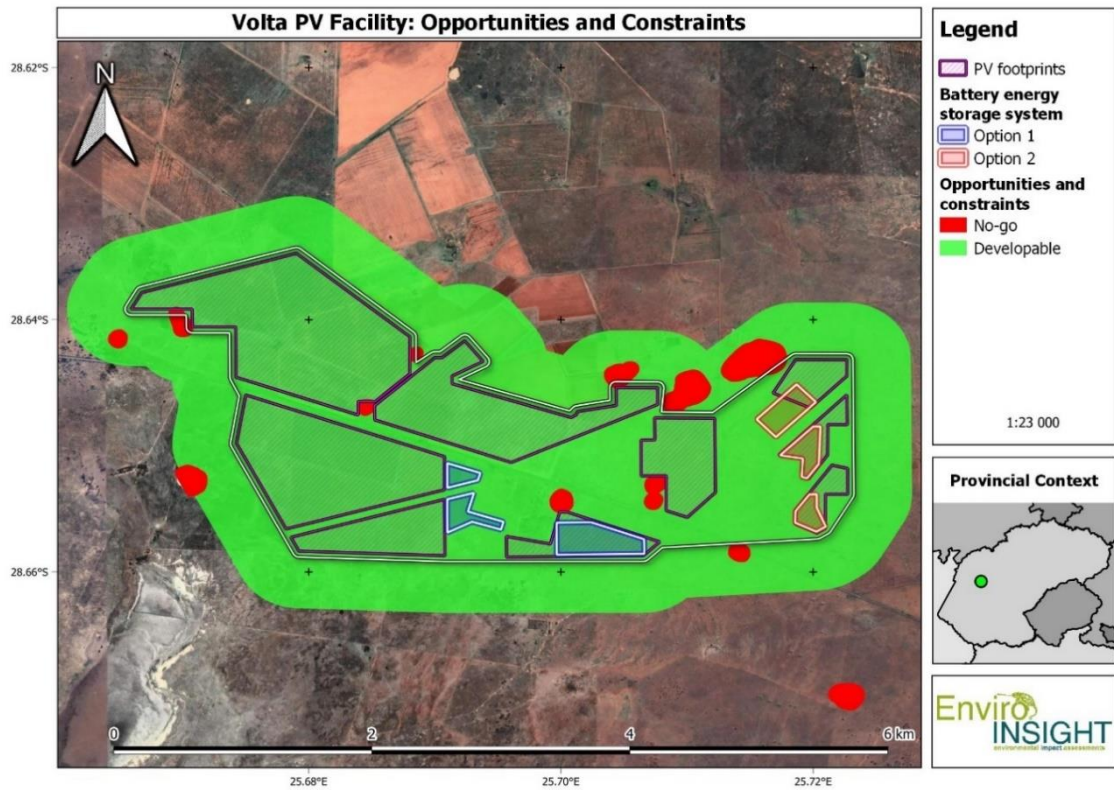 Volta PV Facility: Opportunities and Constraints
28.62°S
N
28.64°S
28.66°S
0
2
4
6 km
25.68°E
25.70°E
25.72°E
Legend
PV footprints
Battery energy
storage system
Option 1
Option 2
Opportunities and
constraints
No-go
Developable
1:23 000
Provincial Context
Enviro
INSIGHT
environmental impact assessments